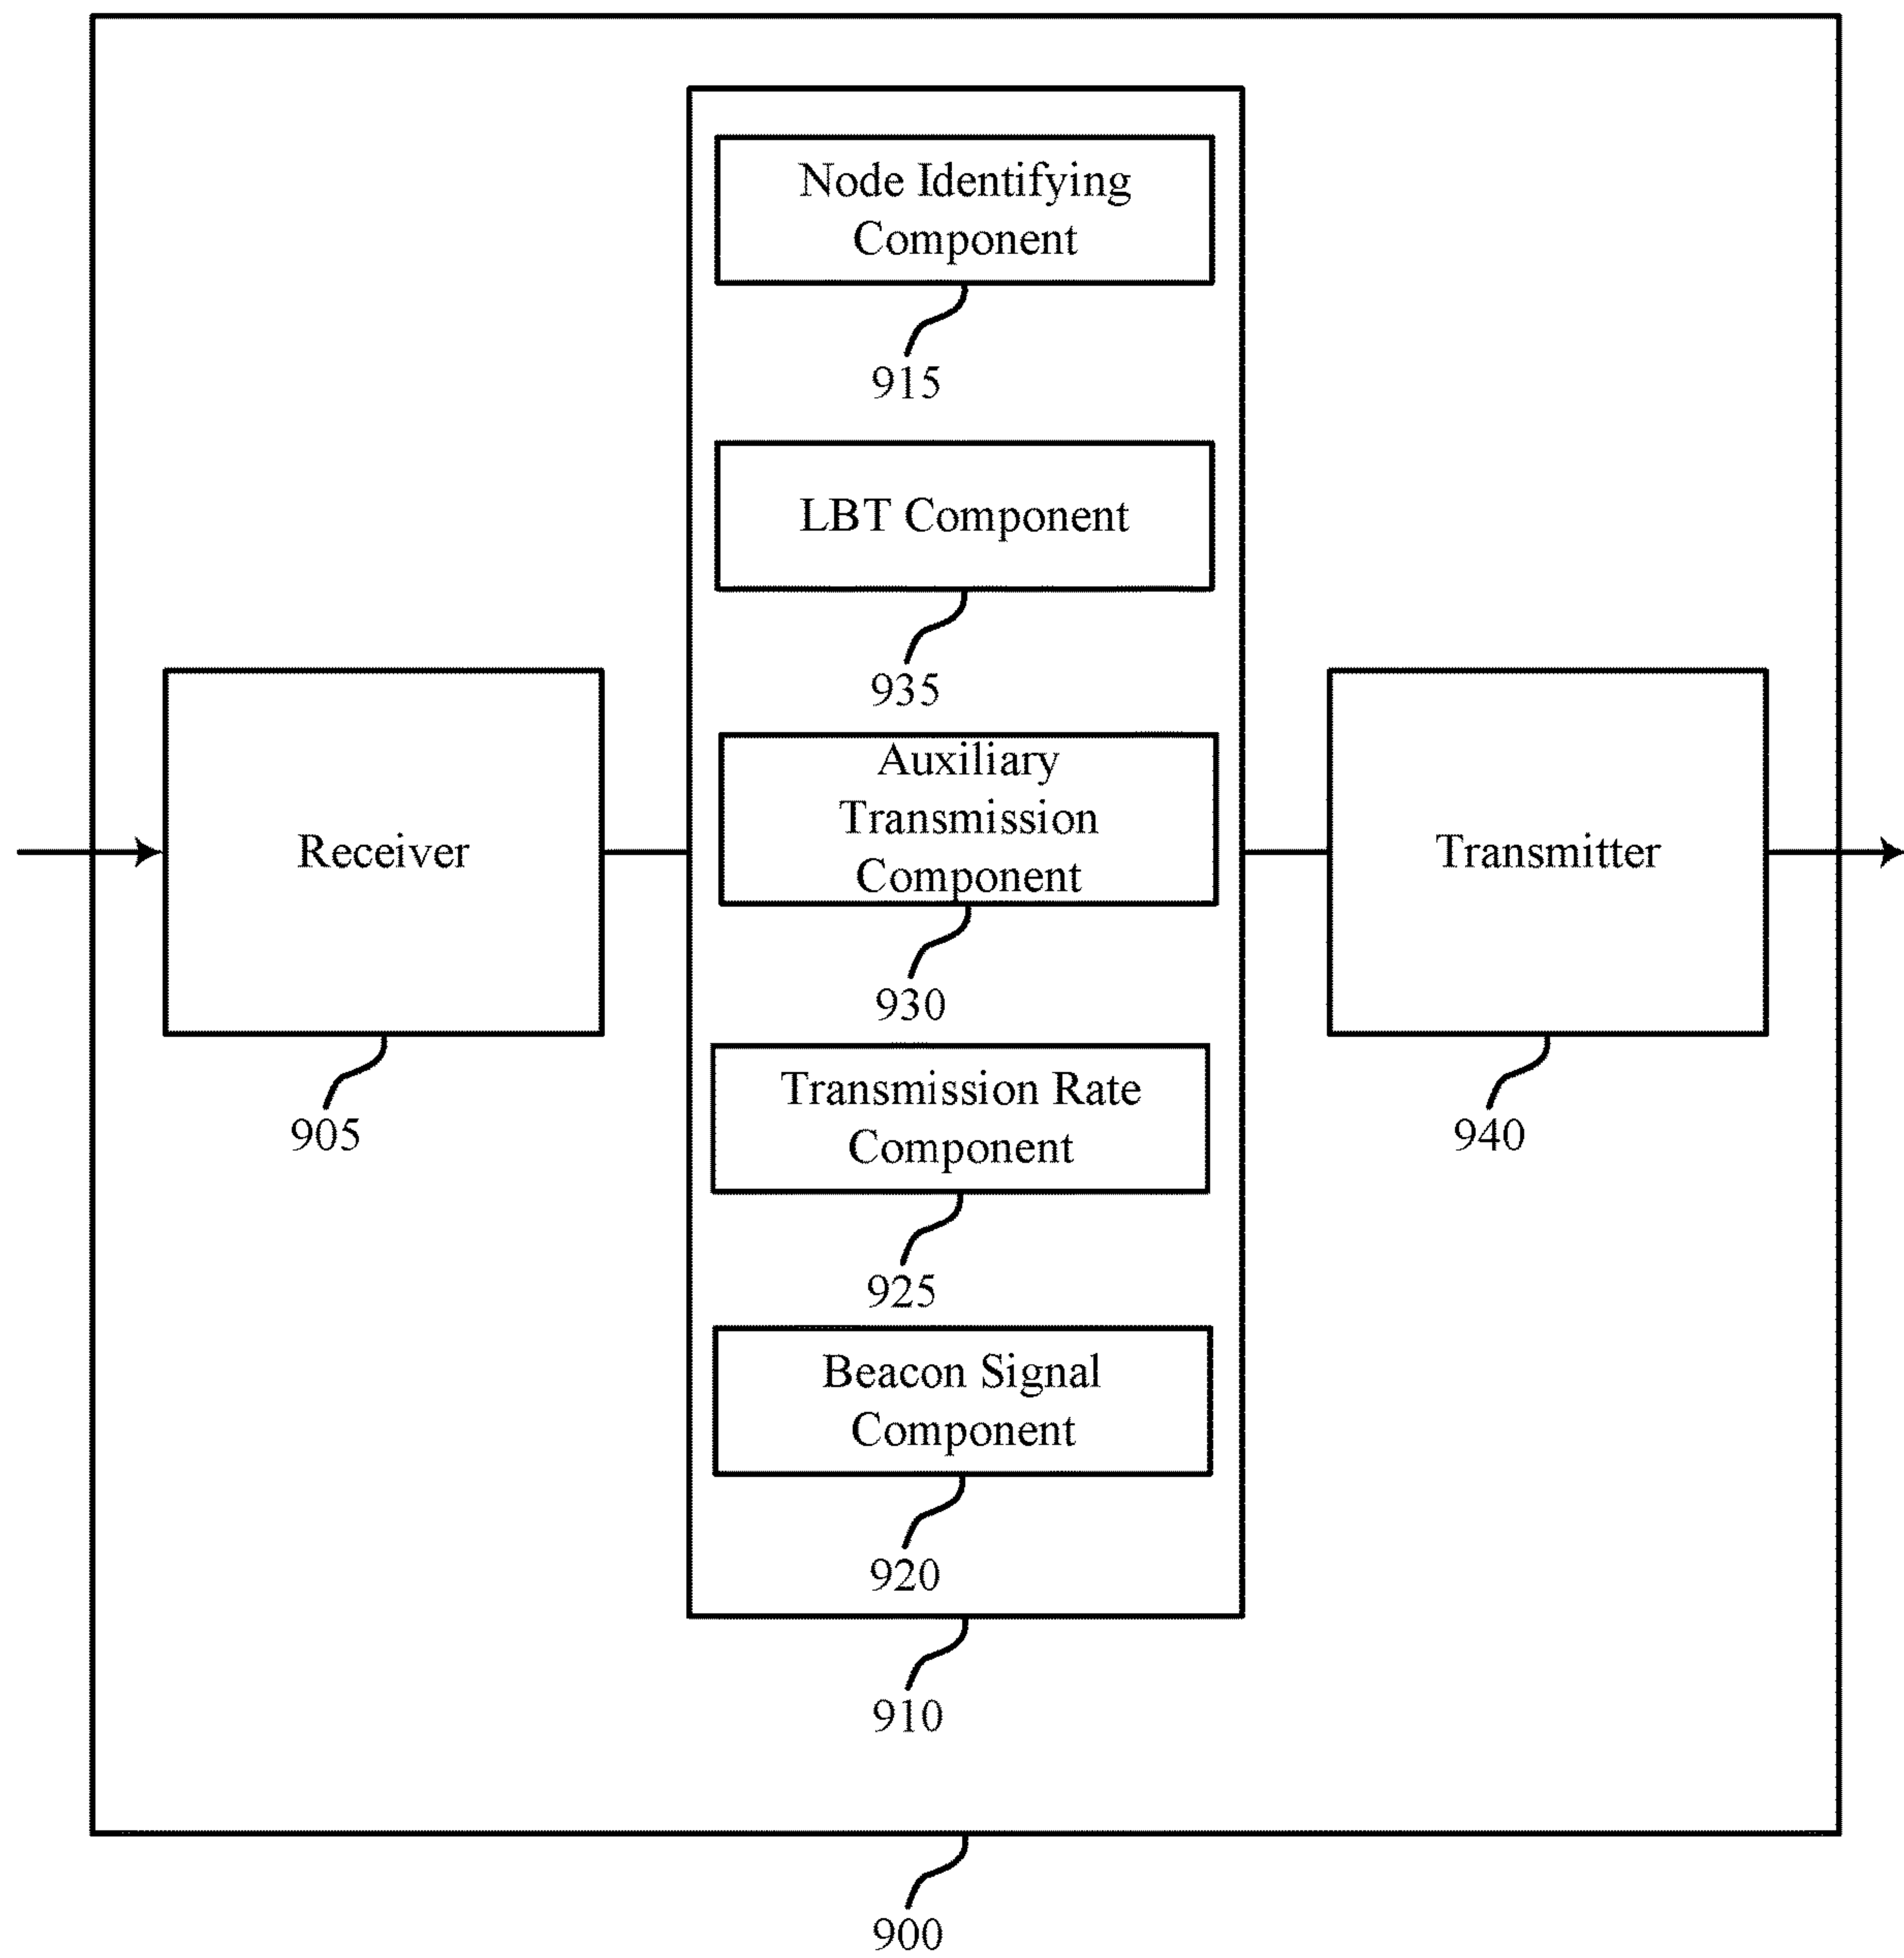 Node Identifying
Component
915
LBT Component
935
Auxiliary
Transmission
Component
930
Receiver
905
Transmitter
940
Transmission Rate
Component
925
Beacon Signal
Component
920
910
900